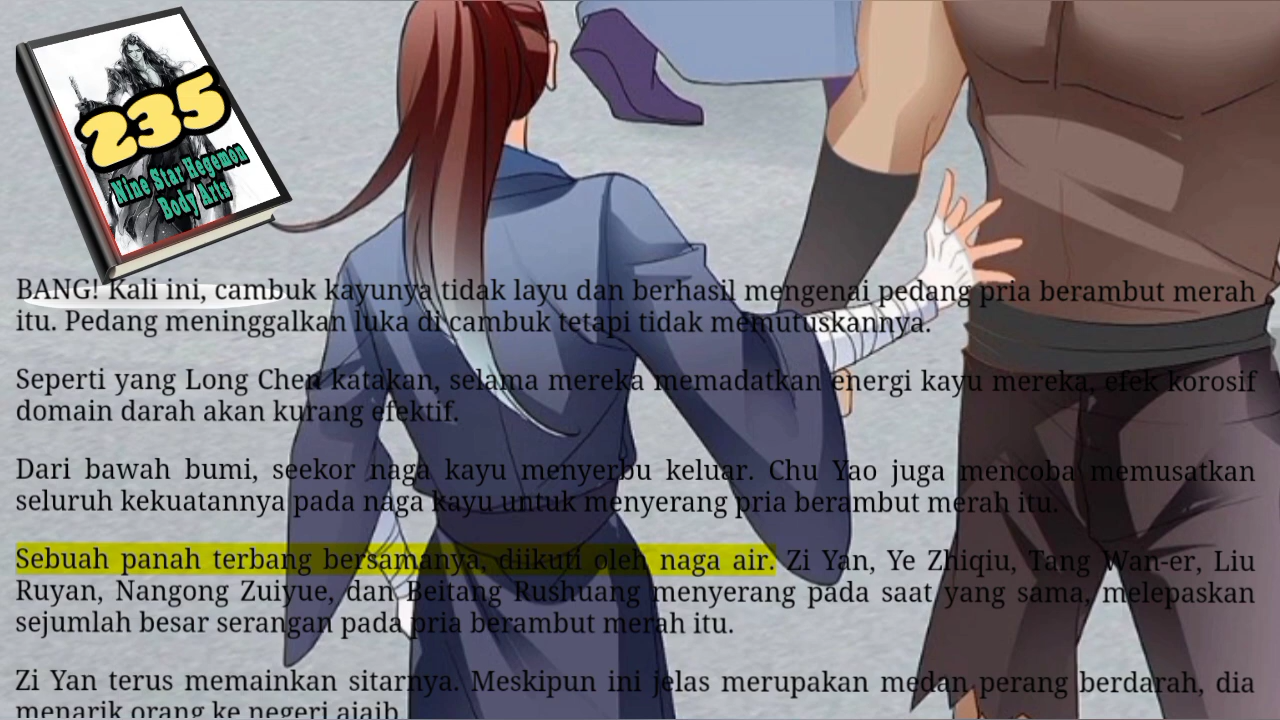 235
Nine Star Hegemon
Body Arts
BANG! Kali ini, cambuk kayunya tidak layu dan berhasil mengenai pedang pria berambut merah
itu. Pedang meninggalkan luka di cambuk tetapi tidak memutuskannya.
Seperti yang Long Chen katakan, selama mereka memadatkan energi kayu mereka, efek korosif
domain darah akan kurang efektif.
Dari bawah bumi, seekor naga kayu menyerbu keluar. Chu Yao juga mencoba memusatkan
seluruh kekuatannya pada naga kayu untuk menyerang pria berambut merah itu.
Sebuah panah terbang bersamanya, diikuti oleh naga air. Zi Yan, Ye Zhiqiu, Tang Wan-er, Liu
Ruyan, Nangong Zuiyue, dan Beitang Rushuang menyerang pada saat yang sama, melepaskan
sejumlah besar serangan pada pria berambut merah itu.
Zi Yan terus memainkan sitarnya. Meskipun ini jelas merupakan medan perang berdarah, dia
menarik orang ke negeri ajaib.